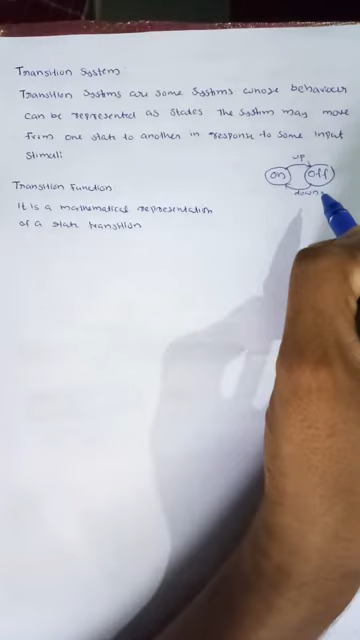 Transition System
Transition Systems are some Systems whose behaviour
can be represented as states The System may move
from one state to another in response to some input
stimuli
up
on off
down
Transition Function
It is a mathematical representation
of a state transition